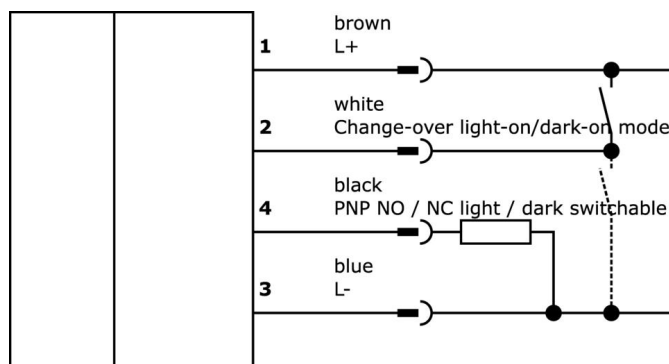 brown
1 L+
white
2 Change-over light-on/dark-on mode
black
4 PNP NO / NC light / dark switchable
blue
3 L-